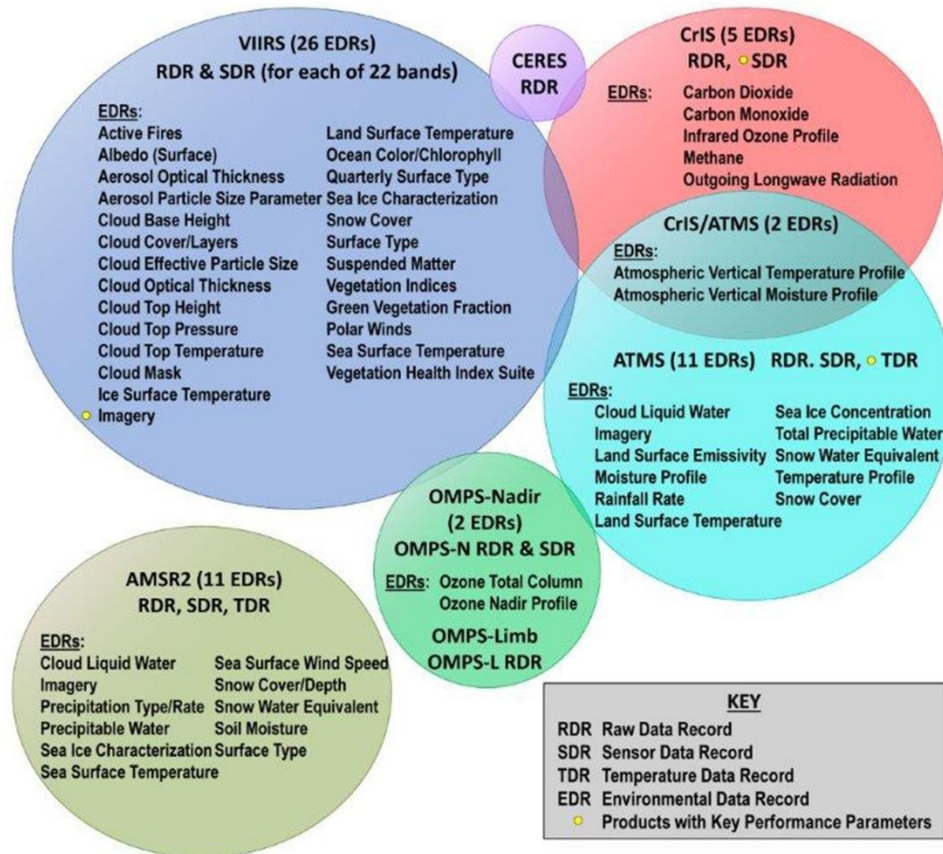 VIIRS (26 EDRs)
RDR & SDR (for each of 22 bands)
EDRs:
Active Fires
Albedo (Surface)
Aerosol Optical Thickness
Aerosol Particle Size Parameter
Cloud Base Height
Cloud Cover/Layers
Cloud Effective Particle Size
Cloud Optical Thickness
Cloud Top Height
Cloud Top Pressure
Cloud Top Temperature
Cloud Mask
Ice Surface Temperature
Imagery
Land Surface Temperature
Ocean Color/Chlorophyll
Quarterly Surface Type
Sea Ice Characterization
Snow Cover
Surface Type
Suspended Matter
Vegetation Indices
Green Vegetation Fraction
Polar Winds
Sea Surface Temperature
Vegetation Health Index Suite
CERES
RDR
CrIS (5 EDRs)
RDR, SDR
EDRs:
Carbon Dioxide
Carbon Monoxide
Infrared Ozone Profile
Methane
Outgoing Longwave Radiation
CrIS/ATMS (2 EDRs)
EDRs:
Atmospheric Vertical Temperature Profile
Atmospheric Vertical Moisture Profile
ATMS (11 EDRs) RDR. SDR, TDR
EDRs:
Cloud Liquid Water
Imagery
Land Surface Emissivity
Moisture Profile
Rainfall Rate
Land Surface Temperature
Sea Ice Concentration
Total Precipitable Water
Snow Water Equivalent
Temperature Profile
Snow Cover
OMPS-Nadir
(2 EDRs)
OMPS-N RDR & SDR
EDRs: Ozone Total Column
Ozone Nadir Profile
OMPS-Limb
OMPS-L RDR
AMSR2 (11 EDRs)
RDR, SDR, TDR
EDRs:
Cloud Liquid Water
Imagery
Precipitation Type/Rate
Precipitable Water
Sea Ice Characterization
Sea Surface Temperature
Sea Surface Wind Speed
Snow Cover/Depth
Snow Water Equivalent
Soil Moisture
Surface Type
KEY
RDR Raw Data Record
SDR Sensor Data Record
TDR Temperature Data Record
EDR Environmental Data Record
Products with Key Performance Parameters